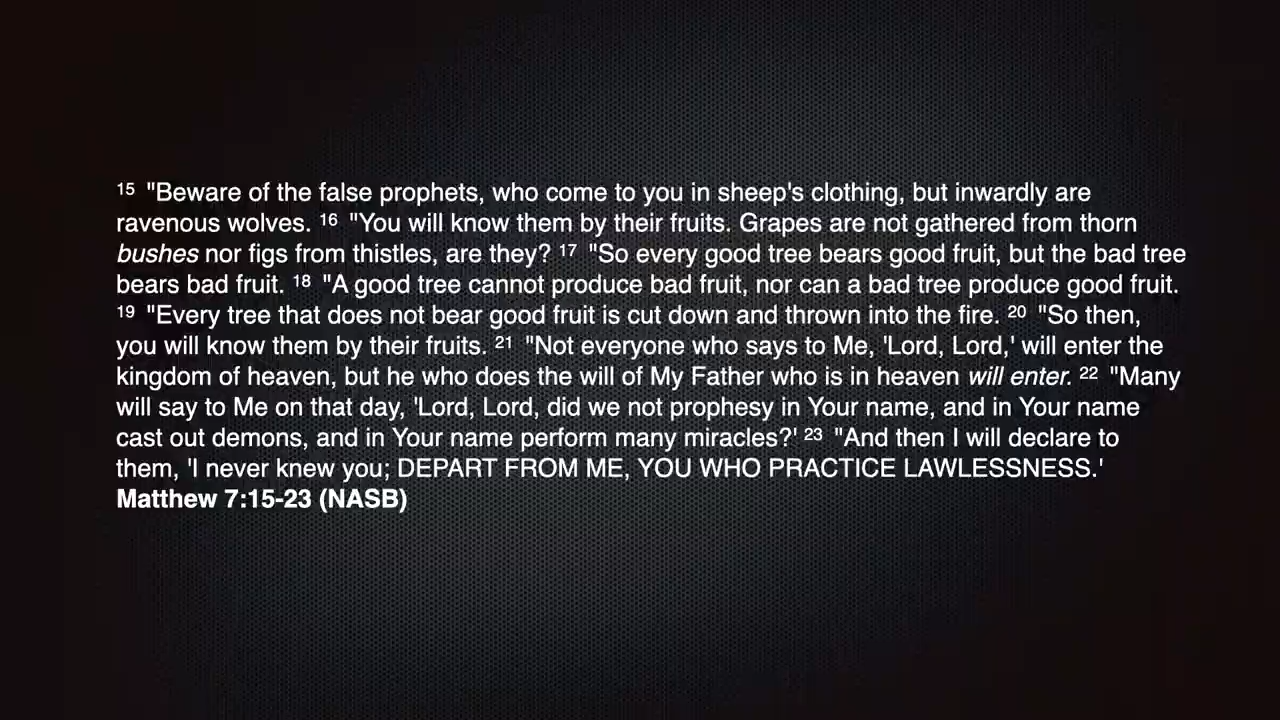 15 "Beware of the false prophets, who come to you in sheep's clothing, but inwardly are
ravenous wolves. 16 "You will know them by their fruits. Grapes are not gathered from thorn
bushes nor figs from thistles, are they? 17 "So every good tree bears good fruit, but the bad tree
bears bad fruit. 18 "A good tree cannot produce bad fruit, nor can a bad tree produce good fruit.
19 "Every tree that does not bear good fruit is cut down and thrown into the fire. 20 "So then,
you will know them by their fruits. 21 "Not everyone who says to Me, 'Lord, Lord,' will enter the
kingdom of heaven, but he who does the will of My Father who is in heaven will enter. 22 "Many
will say to Me on that day, 'Lord, Lord, did we not prophesy in Your name, and in Your name
cast out demons, and in Your name perform many miracles?' 23 "And then I will declare to
them, 'I never knew you; DEPART FROM ME, YOU WHO PRACTICE LAWLESSNESS.'
Matthew 7:15-23 (NASB)